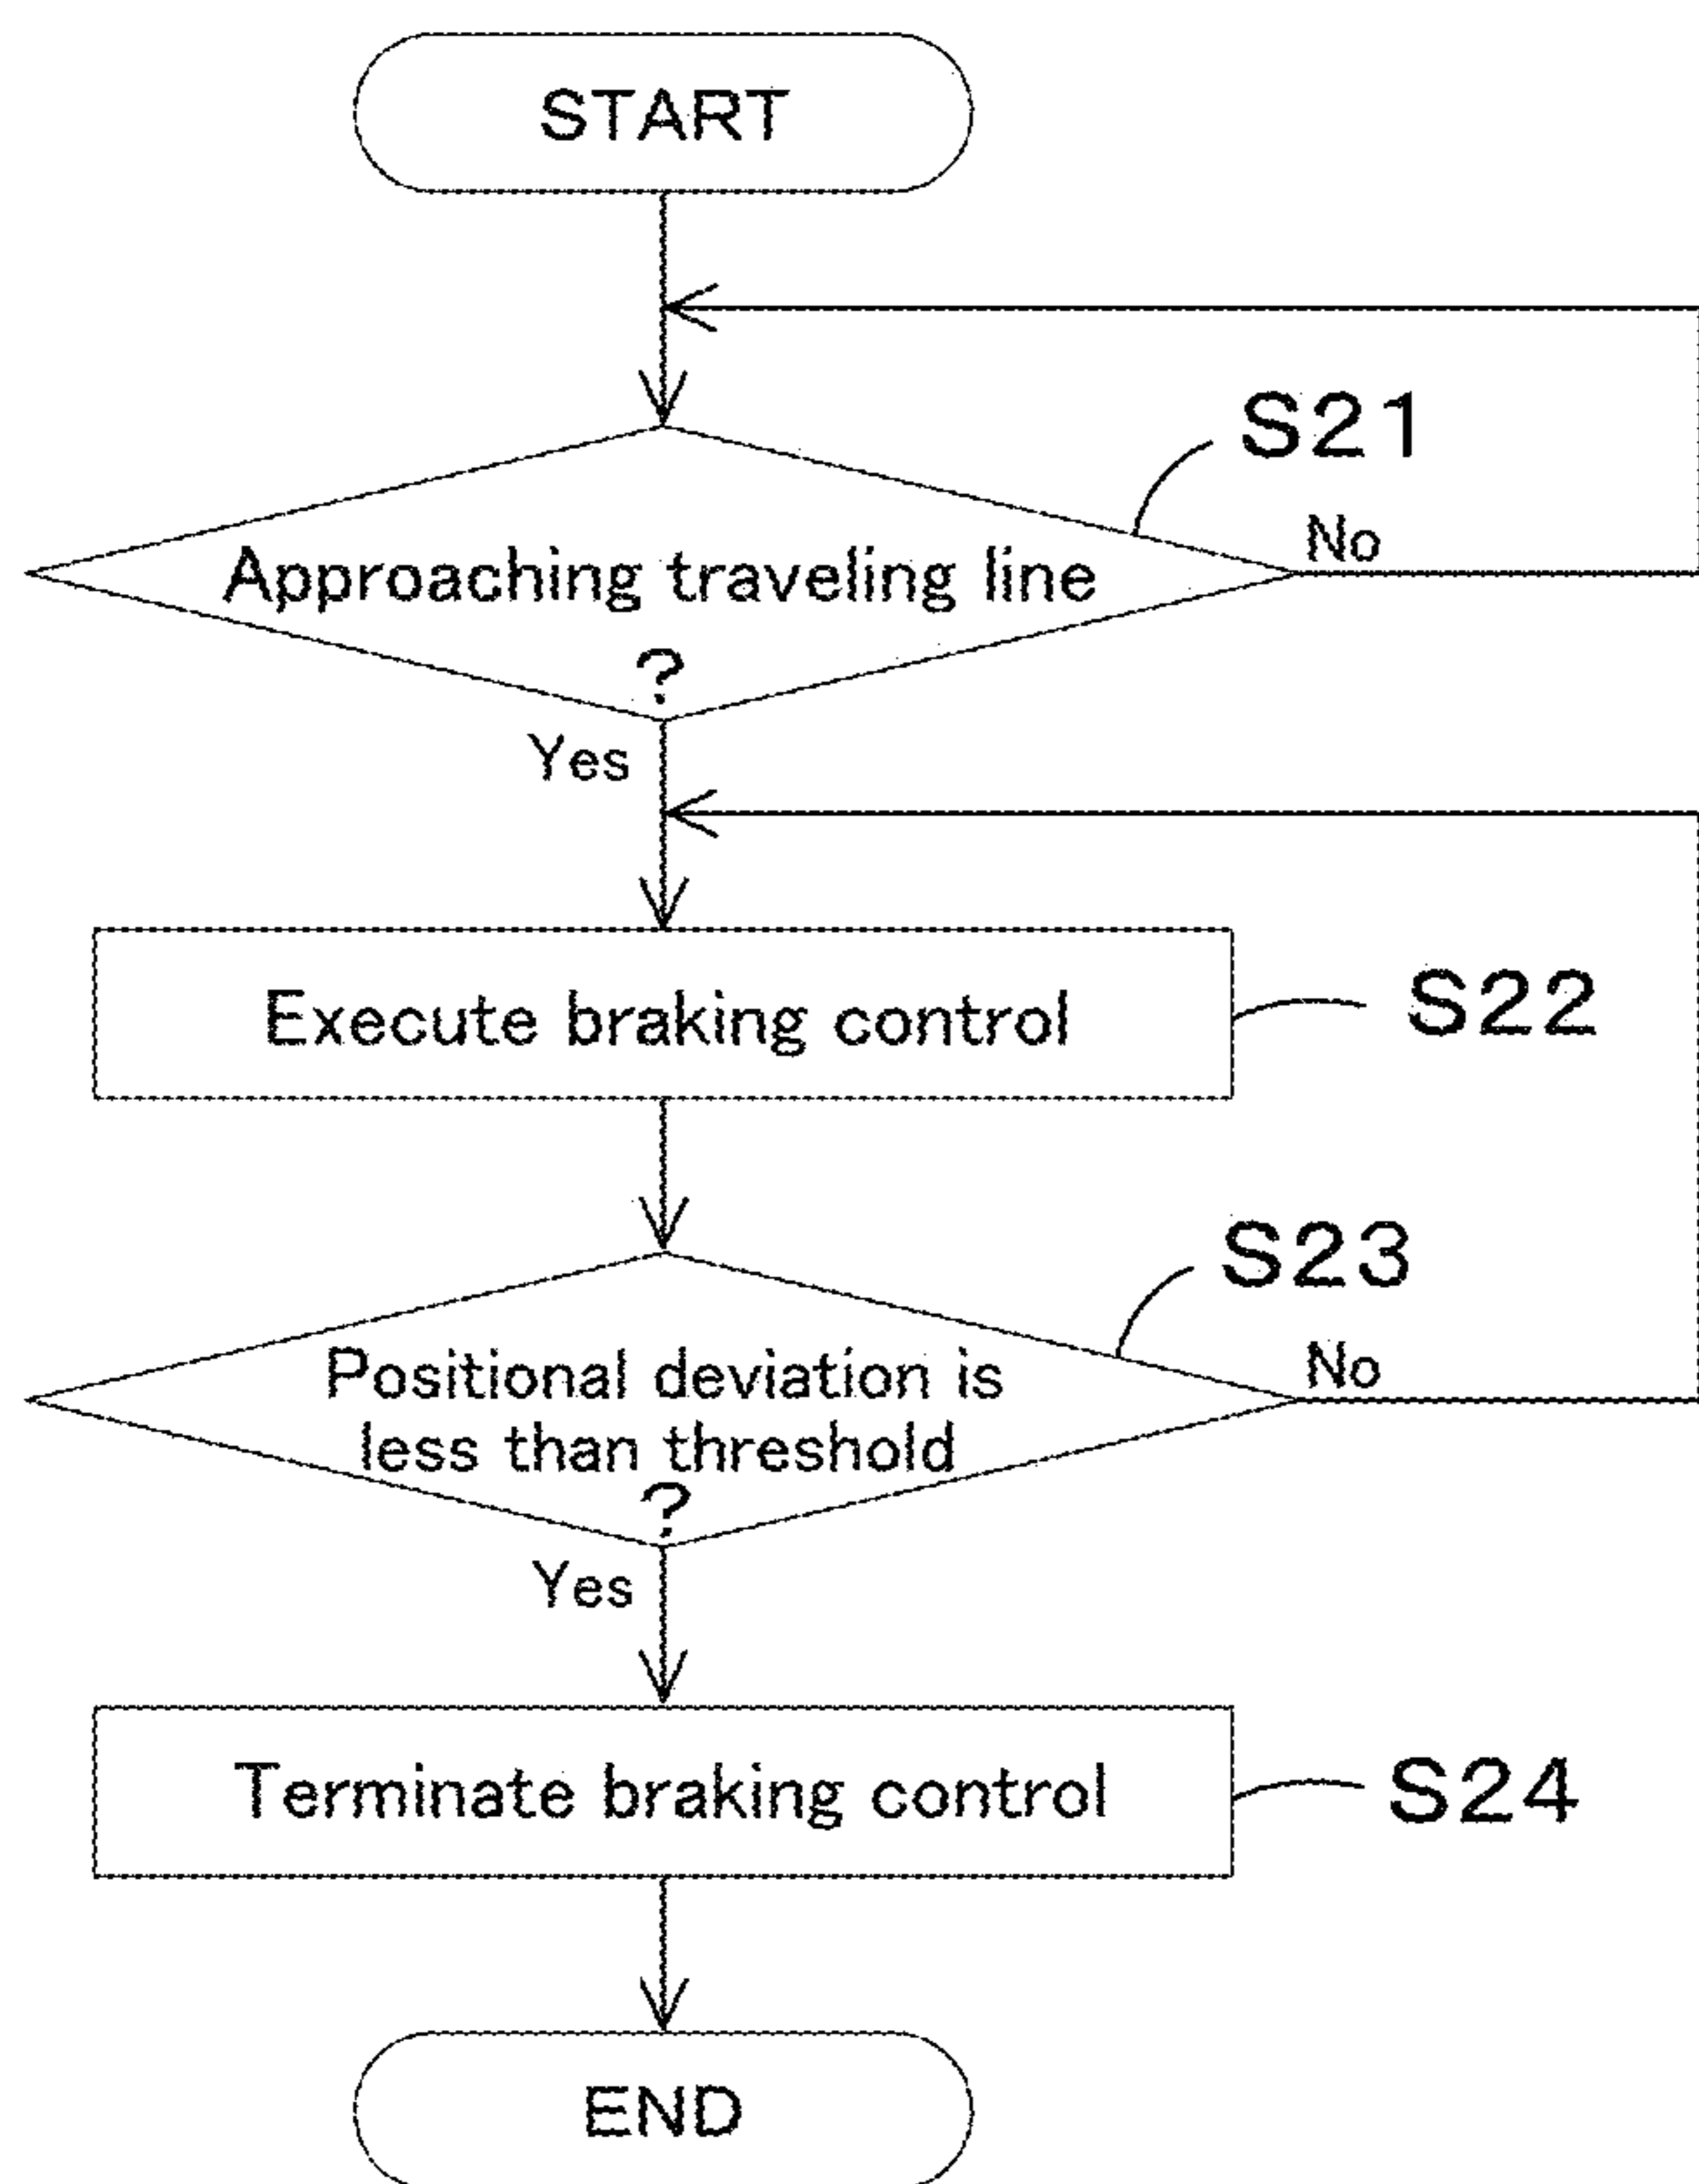 START
S21
No
Approaching traveling line
?
Yes
Execute braking control
S22
S23
No
Positional deviation is
less than threshold
?
Yes
Terminate braking control
S24
END